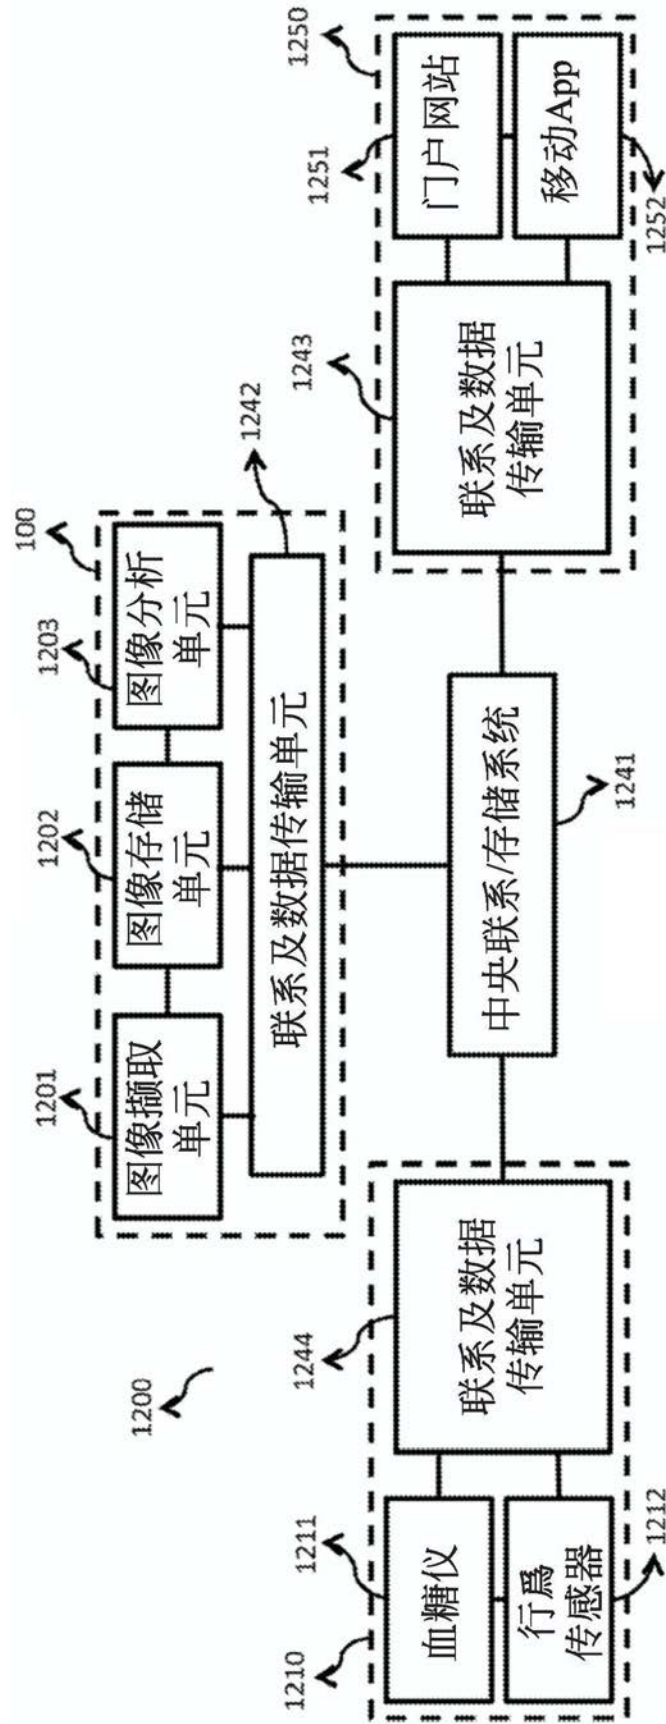 1200
100
1201
图像撷取
单元
1202
图像存储
单元
1203
图像分析
单元
1242
联系及数据传输单元
1210
1211
血糖仪
行爲
传感器
1212
1244
联系及数据
传输单元
中央联系/存储系统
1241
1243
联系及数据
传输单元
1250
1251
门户网站
移动App
1252